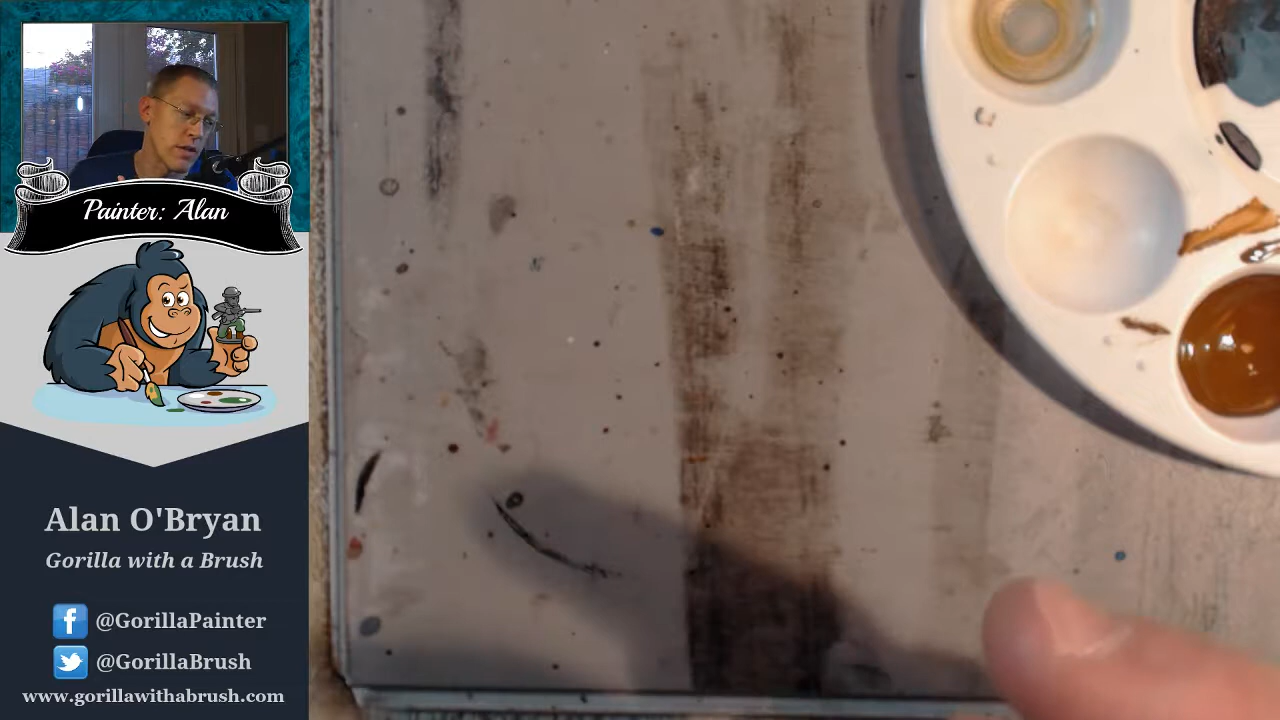 Painter: Alan
Alan O'Bryan
Gorilla with a Brush
@GorillaPainter
@GorillaBrush
www.gorillawithabrush.com